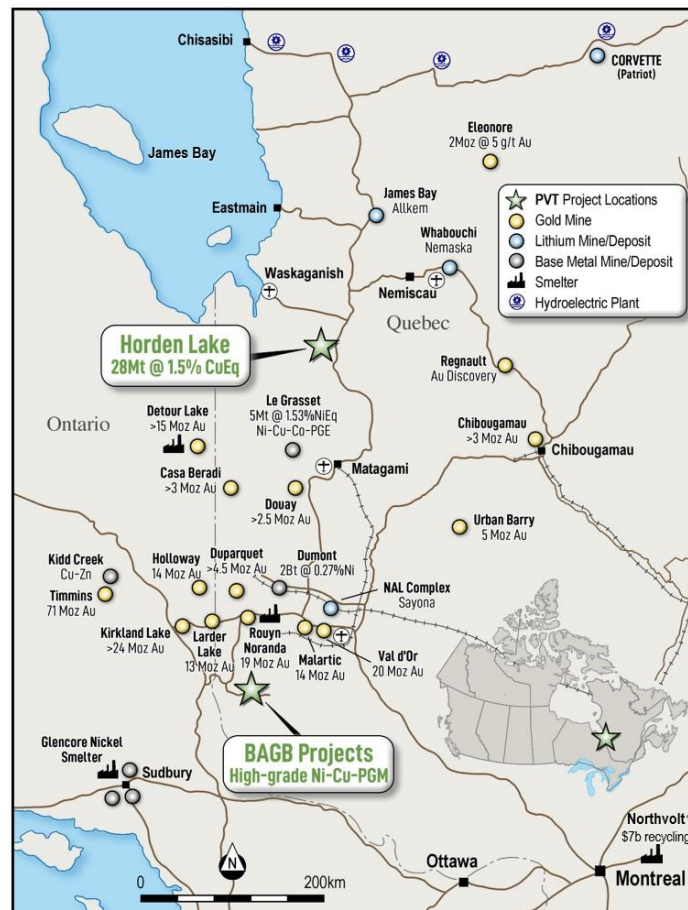 Chisasibi
CORVETTE
(Patriot)
Eleonore
2Moz @ 5 g/t Au
James Bay
James Bay
Allkem
Eastmain
Whabouchi
Nemaska
PVT Project Locations
Gold Mine
Lithium Mine/Deposit
Base Metal Mine/Deposit
Smelter
Hydroelectric Plant
Waskaganish
Nemiscau
Quebec
Horden Lake
28Mt @ 1.5% CuEq
Regnault
Au Discovery
Ontario
Detour Lake
>15 Moz Au
Le Grasset
5Mt @ 1.53%NiEq
Ni-Cu-Co-PGE
Chibougamau
>3 Moz Au
Chibougamau
Matagami
Casa Beradi
>3 Moz Au
Douay
>2.5 Moz Au
Urban Barry
5 Moz Au
Kidd Creek
Cu-Zn
Timmins
71 Moz Au
Holloway
14 Moz Au
Duparquet
>4.5 Moz Au
Dumont
2Bt @ 0.27%Ni
NAL Complex
Sayona
Kirkland Lake
>24 Moz Au
Larder
Lake
13 Moz Au
Rouyn
Noranda
19 Moz Au
Malartic
14 Moz Au
Val d'Or
20 Moz Au
BAGB Projects
High-grade Ni-Cu-PGM
Glencore Nickel
Smelter
Sudbury
Northvolt
$7b recycling
N
0 200km
Ottawa
Montreal